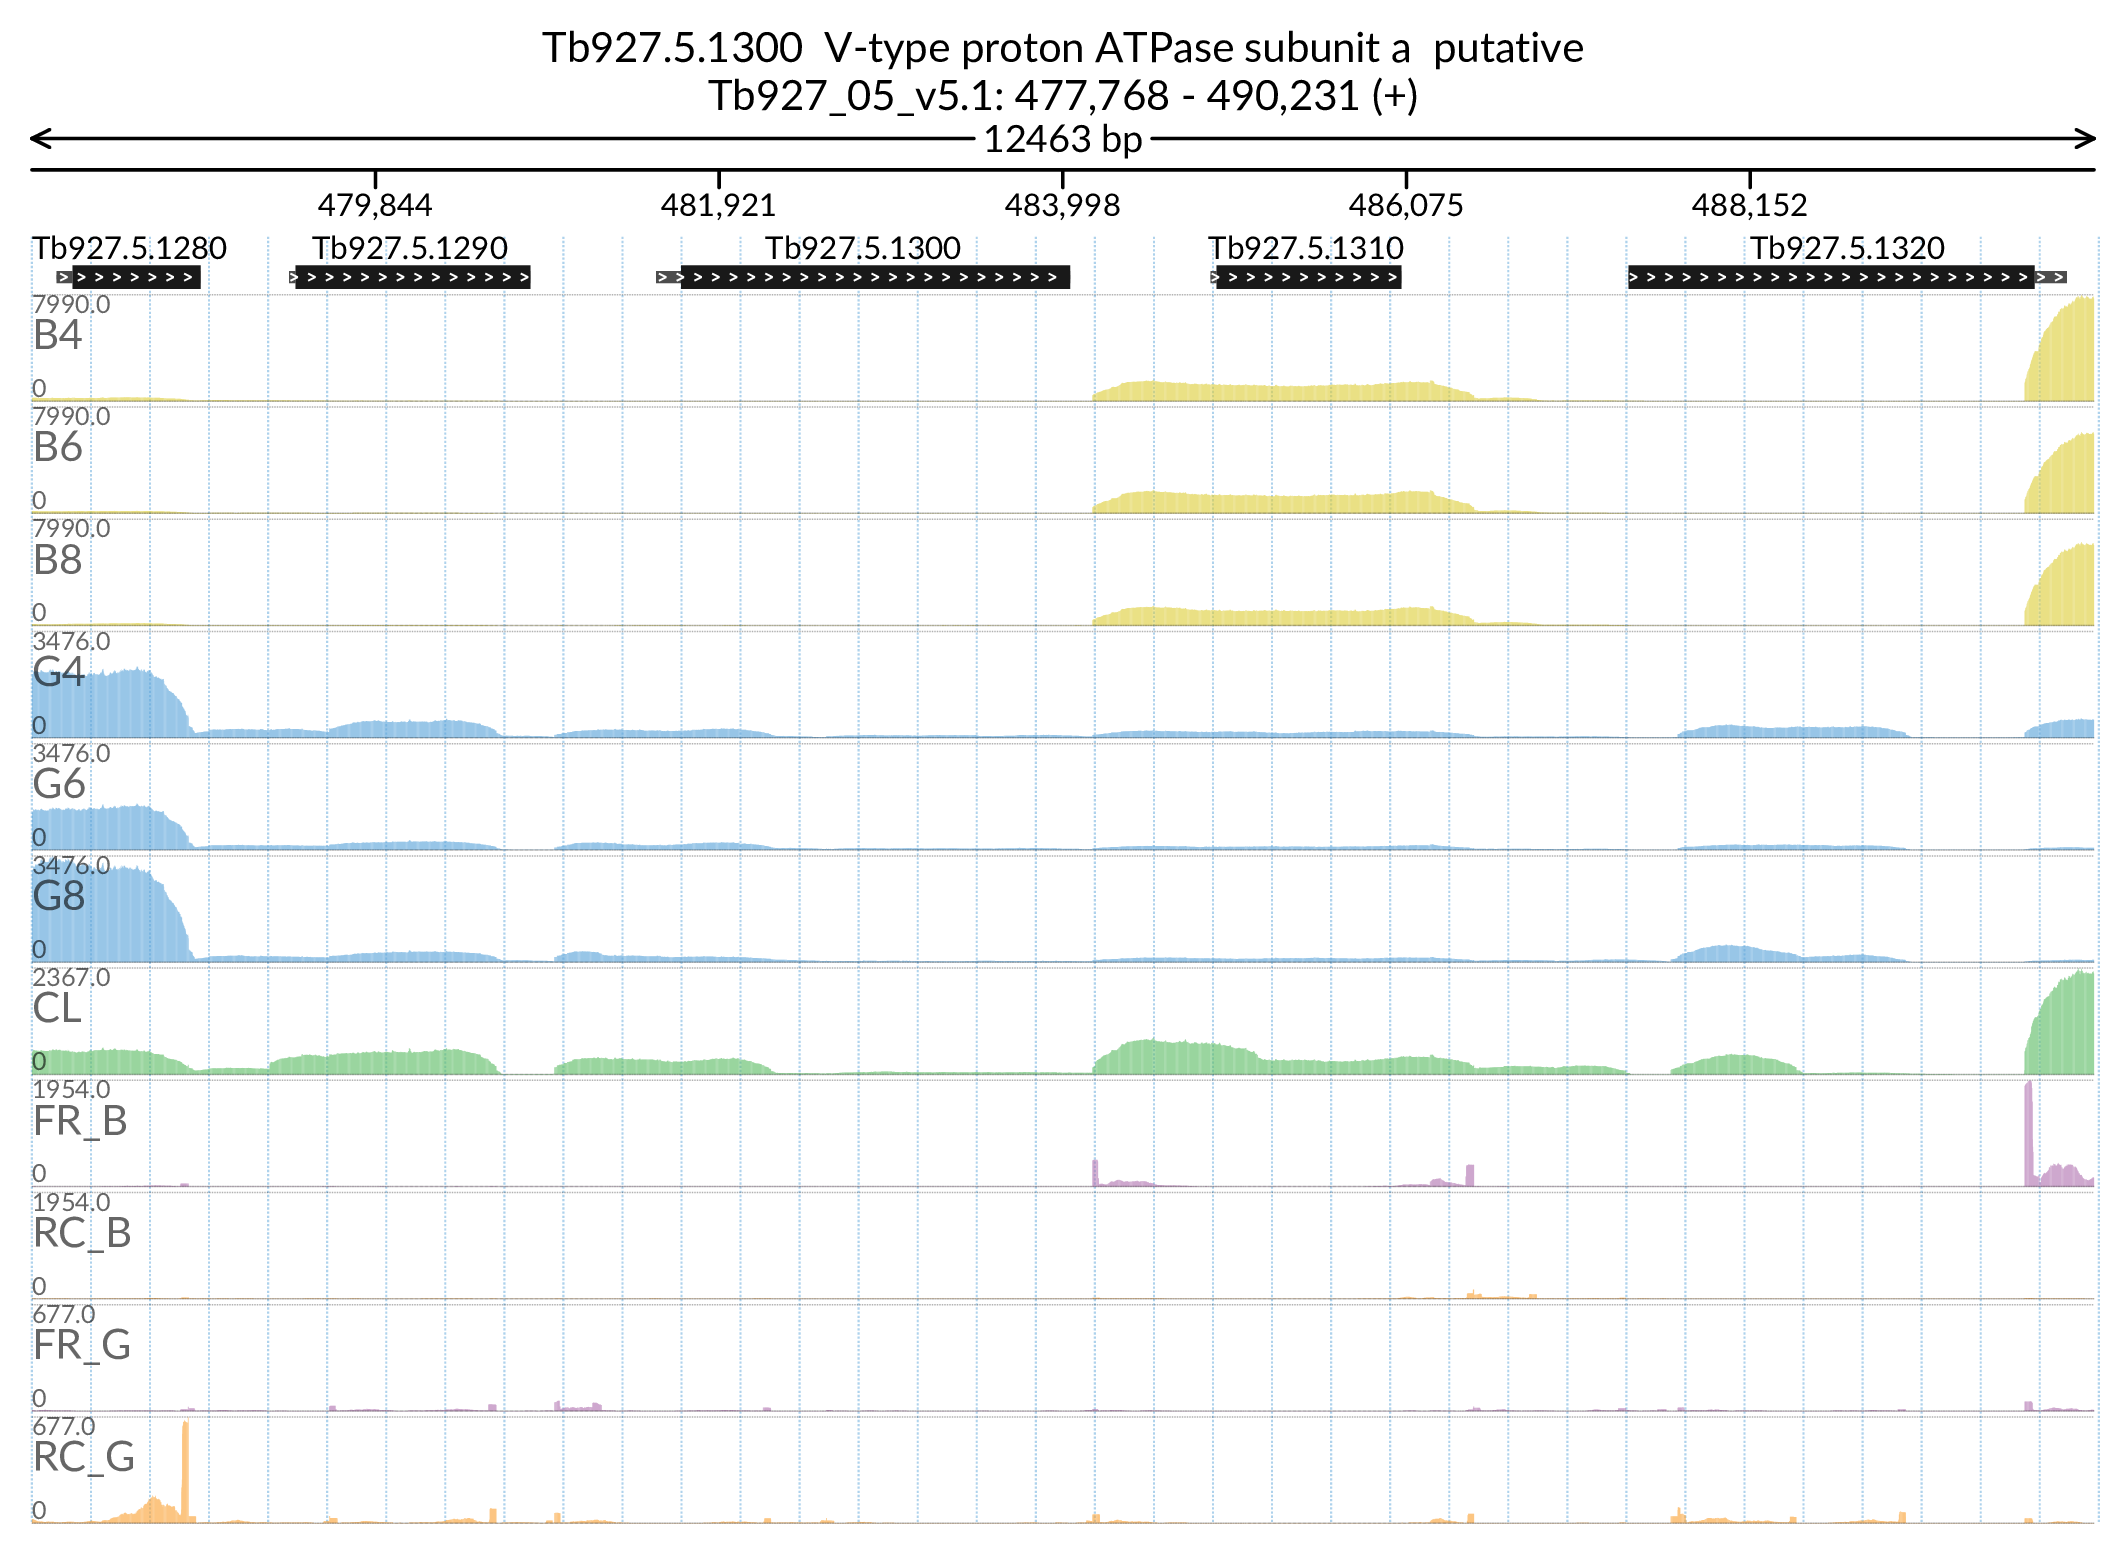 Tb927.5.1300 V-type proton ATPase subunit a putative
Tb927_05_v5.1: 477,768 - 490,231 (+)
12463 bp
479,844 481,921 483,998 486,075 488,152
Tb927.5.1280 Tb927.5.1290 Tb927.5.1300 Tb927.5.1310 Tb927.5.1320
7990.0
B4
0
7990.0
B6
0
7990.0
B8
0
3476.0
G4
0
3476.0
G6
0
3476.0
G8
0
2367.0
CL
0
1954.0
FR_B
0
1954.0
RC_B
0
677.0
FR_G
0
677.0
RC_G
0